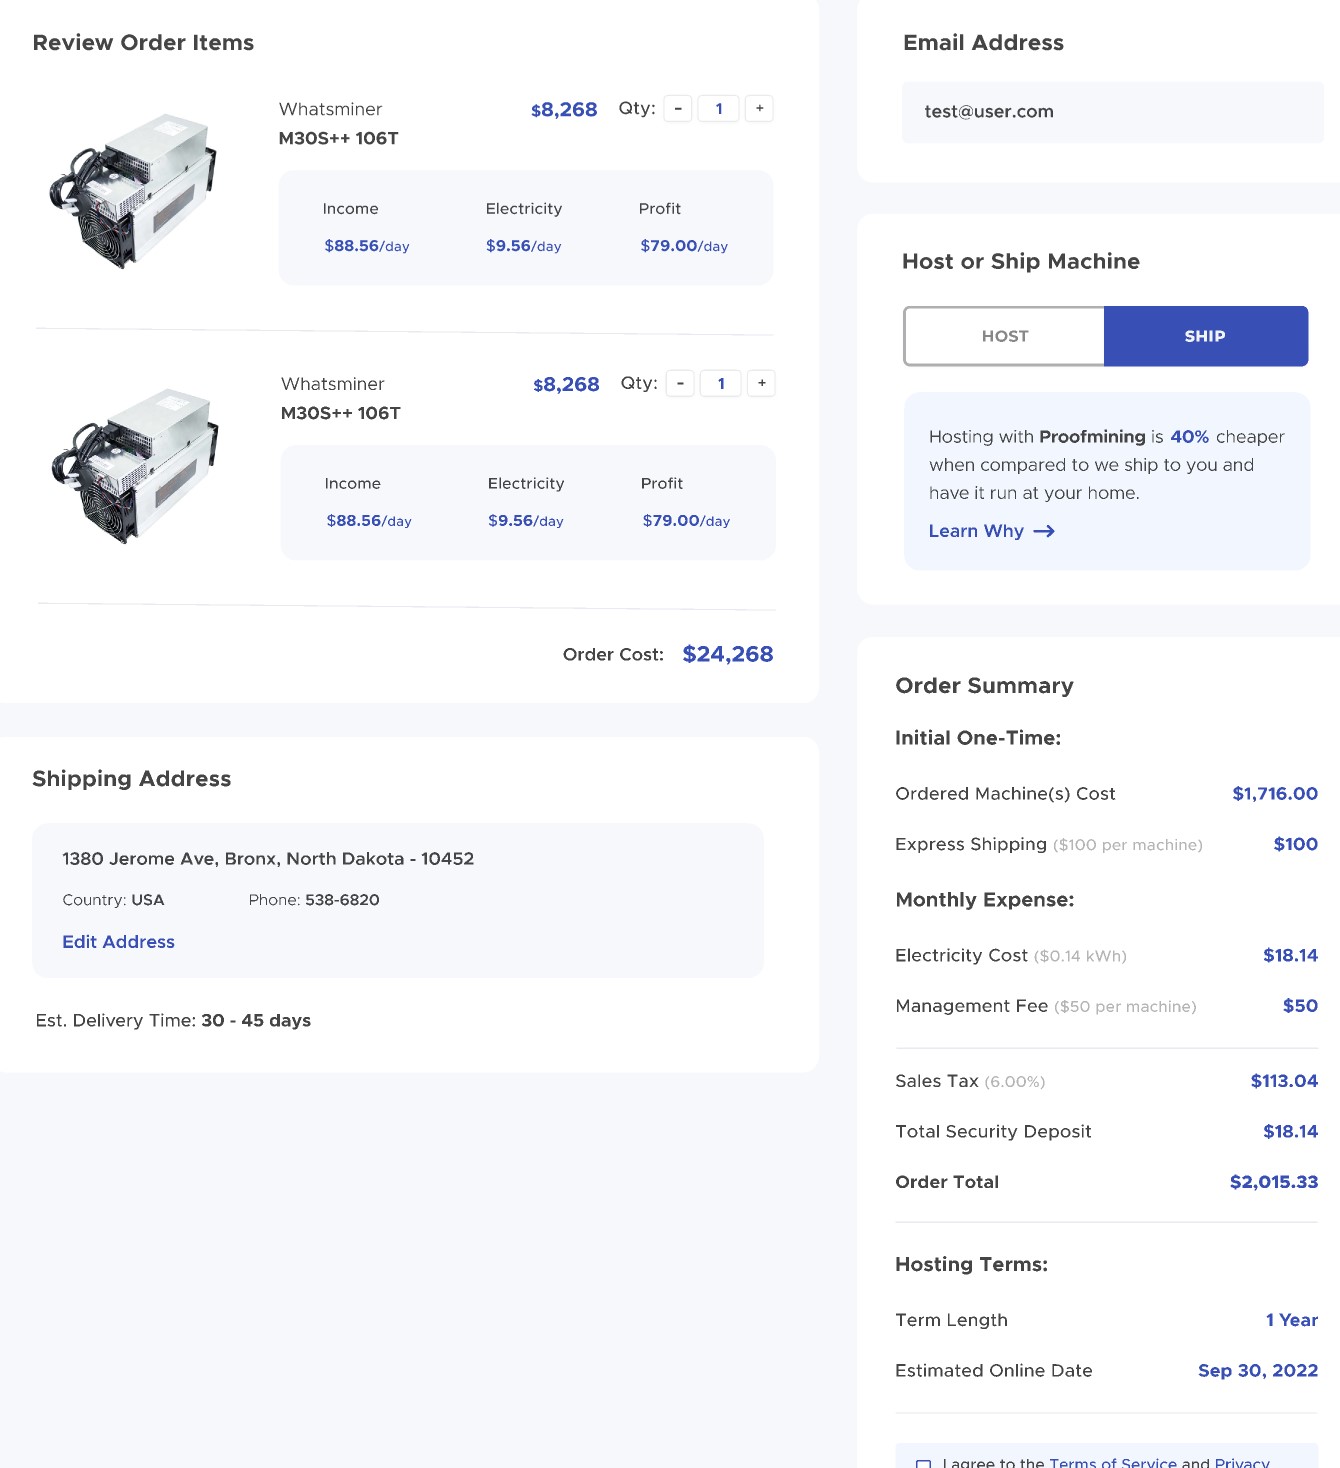 Review Order Items
Whatsminer
M30S++ 106T
$8,268 Qty: - 1 +
Income Electricity Profit
$88.56/day $9.56/day $79.00/day
Whatsminer
M30S++ 106T
$8,268 Qty: - 1 +
Income Electricity Profit
$88.56/day $9.56/day $79.00/day
Order Cost: $24,268
Shipping Address
1380 Jerome Ave, Bronx, North Dakota - 10452
Country: USA Phone: 538-6820
Edit Address
Est. Delivery Time: 30 - 45 days
Email Address
test@user.com
Host or Ship Machine
HOST SHIP
Hosting with Proofmining is 40% cheaper
when compared to we ship to you and
have it run at your home.
Learn Why →
Order Summary
Initial One-Time:
Ordered Machine(s) Cost $1,716.00
Express Shipping ($100 per machine) $100
Monthly Expense:
Electricity Cost ($0.14 kWh) $18.14
Management Fee ($50 per machine) $50
Sales Tax (6.00%) $113.04
Total Security Deposit $18.14
Order Total $2,015.33
Hosting Terms:
Term Length 1 Year
Estimated Online Date Sep 30, 2022
I agree to the Terms of Service and Privacy